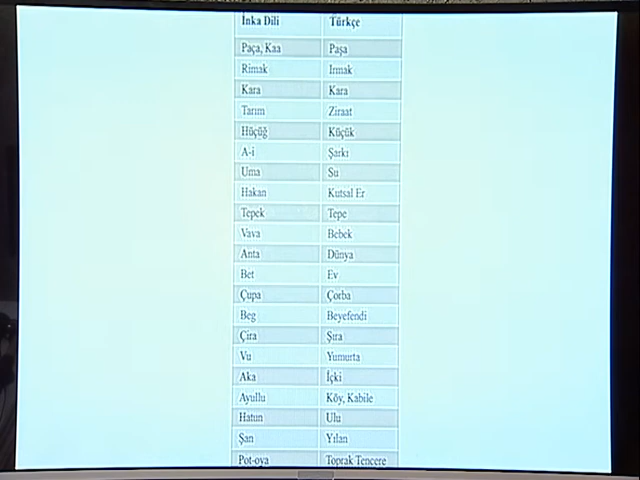 İnka Dili Türkçe
Paça, Kaa Paşa
Rimak Irmak
Kara Kara
Tarım Ziraat
Hüçüğ Küçük
A-i Şarkı
Uma Su
Hakan Kutsal Er
Tepek Tepe
Vava Bebek
Anta Dünya
Bet Ev
Çupa Çorba
Beg Beyefendi
Çira Şıra
Vu Yumurta
Aka İçki
Ayullu Köy, Kabile
Hatun Ulu
Şan Yılan
Pot-oya Toprak Tencere